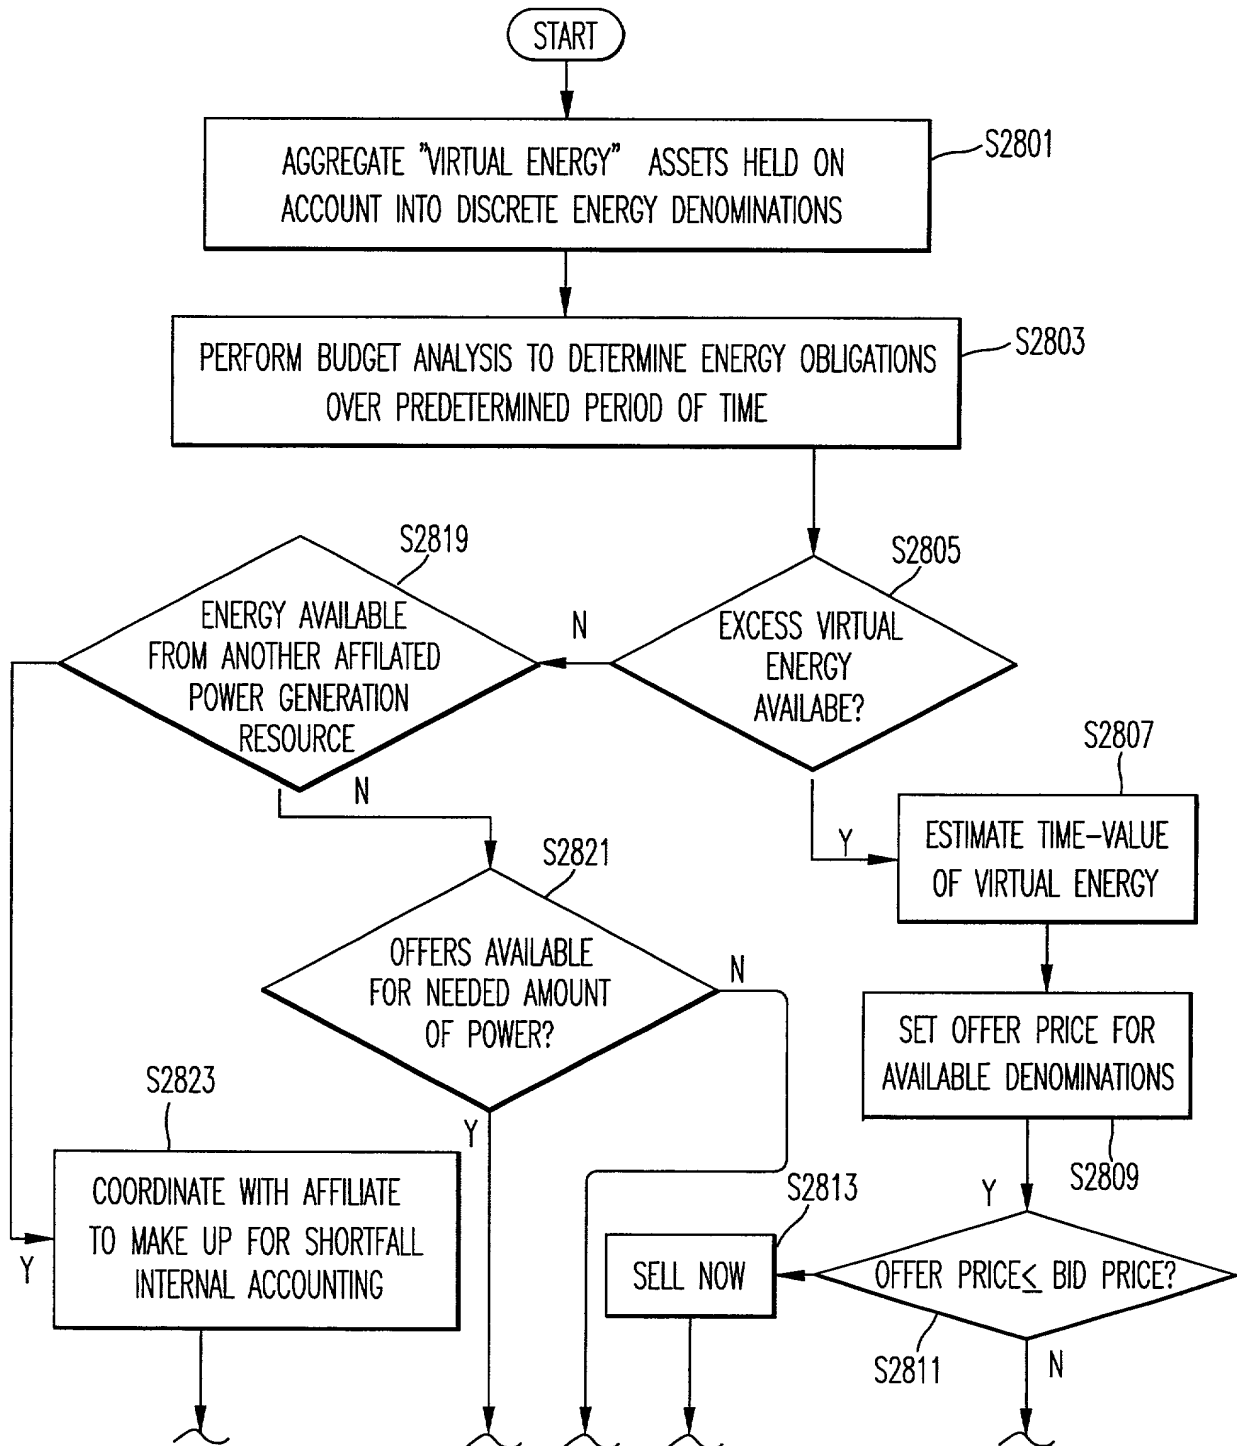 START
AGGREGATE "VIRTUAL ENERGY" ASSETS HELD ON
ACCOUNT INTO DISCRETE ENERGY DENOMINATIONS
S2801
PERFORM BUDGET ANALYSIS TO DETERMINE ENERGY OBLIGATIONS
OVER PREDETERMINED PERIOD OF TIME
S2803
S2819
ENERGY AVAILABLE
FROM ANOTHER AFFILATED
POWER GENERATION
RESOURCE
N
S2805
EXCESS VIRTUAL
ENERGY
AVAILABE?
N
Y
S2807
ESTIMATE TIME-VALUE
OF VIRTUAL ENERGY
S2821
OFFERS AVAILABLE
FOR NEEDED AMOUNT
OF POWER?
N
Y
SET OFFER PRICE FOR
AVAILABLE DENOMINATIONS
S2809
S2823
COORDINATE WITH AFFILIATE
TO MAKE UP FOR SHORTFALL
INTERNAL ACCOUNTING
Y
S2813
SELL NOW
Y
OFFER PRICE≤ BID PRICE?
S2811
N